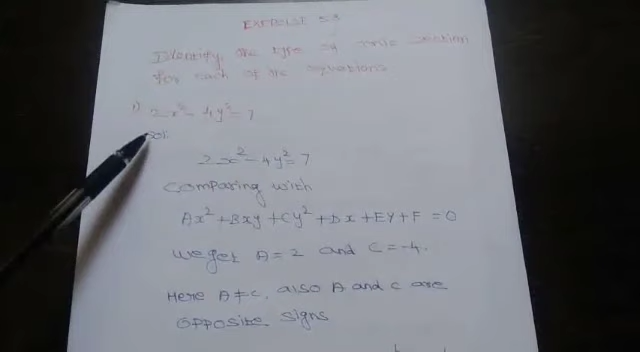 EXERCISE 5.3
Identify the type of conic section
for each of the equations
1) 2x² - 4y² = 7
Sol:
2x² - 4y² = 7
Comparing with
Ax² + Bxy + Cy² + Dx + Ey + F = 0
we get A = 2 and C = -4.
Here A ≠ C, also A and C are
opposite signs